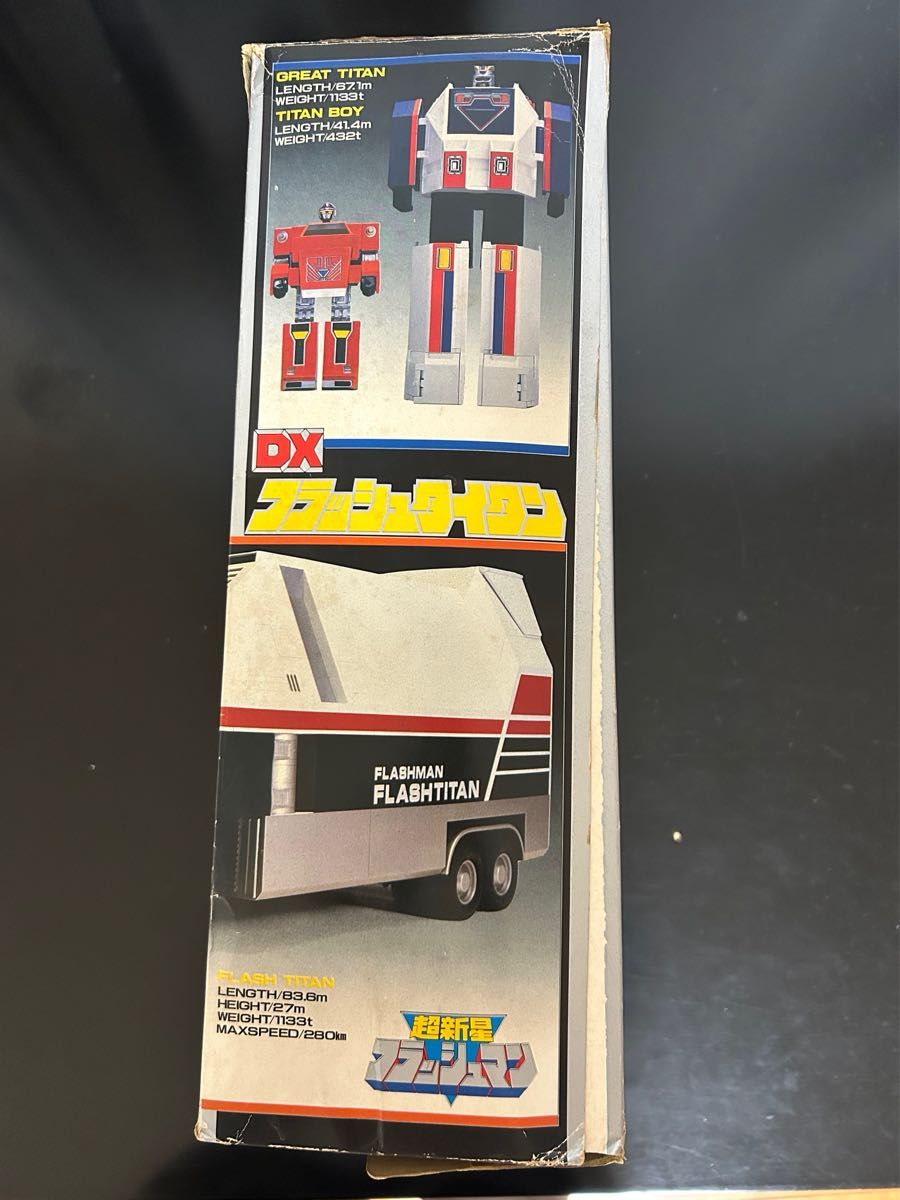 GREAT TITAN
LENGTH/67.1m
WEIGHT/1133t
TITAN BOY
LENGTH/41.4m
WEIGHT/432t
DX
フラッシュタイタン
FLASHMAN
FLASHTITAN
FLASH TITAN
LENGTH/83.6m
HEIGHT/27m
WEIGHT/1133t
MAXSPEED/280km
超新星
フラッシュマン